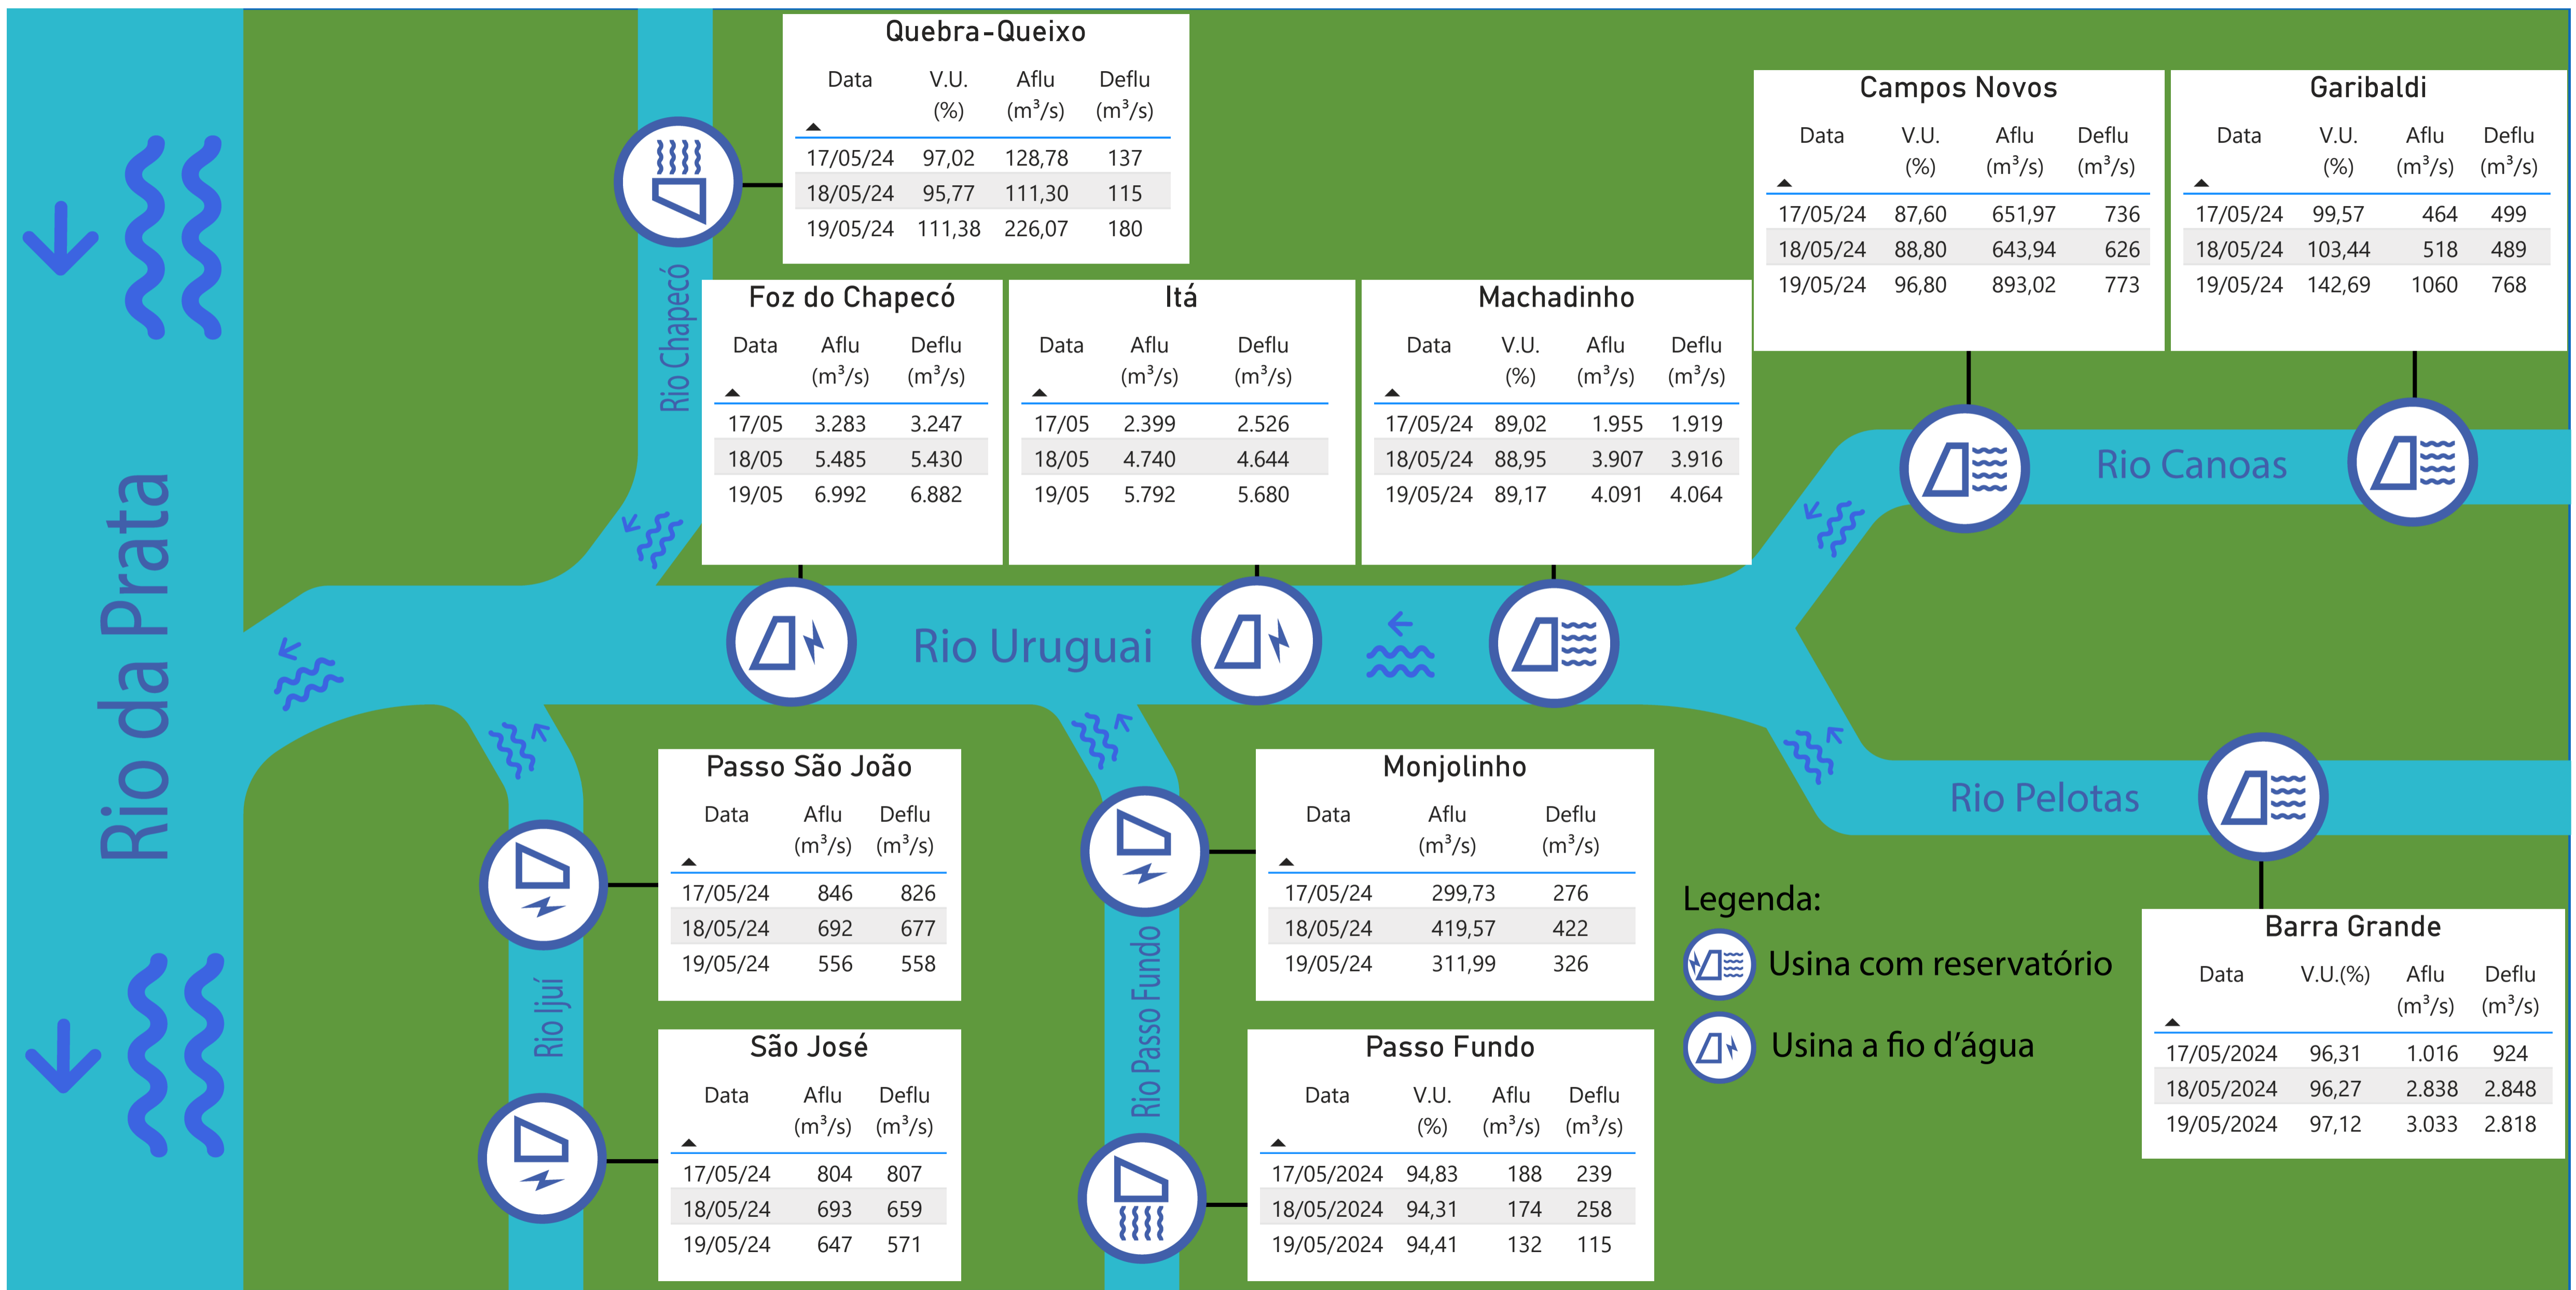 Quebra-Queixo
Data V.U. (%) Aflu (m³/s) Deflu (m³/s)
17/05/24 97,02 128,78 137
18/05/24 95,77 111,30 115
19/05/24 111,38 226,07 180
Campos Novos
Data V.U. (%) Aflu (m³/s) Deflu (m³/s)
17/05/24 87,60 651,97 736
18/05/24 88,80 643,94 626
19/05/24 96,80 893,02 773
Garibaldi
Data V.U. (%) Aflu (m³/s) Deflu (m³/s)
17/05/24 99,57 464 499
18/05/24 103,44 518 489
19/05/24 142,69 1060 768
Rio Chapecó
Foz do Chapecó
Data Aflu (m³/s) Deflu (m³/s)
17/05 3.283 3.247
18/05 5.485 5.430
19/05 6.992 6.882
Itá
Data Aflu (m³/s) Deflu (m³/s)
17/05 2.399 2.526
18/05 4.740 4.644
19/05 5.792 5.680
Machadinho
Data V.U. (%) Aflu (m³/s) Deflu (m³/s)
17/05/24 89,02 1.955 1.919
18/05/24 88,95 3.907 3.916
19/05/24 89,17 4.091 4.064
Rio Canoas
Rio da Prata
Rio Uruguai
Rio Pelotas
Passo São João
Data Aflu (m³/s) Deflu (m³/s)
17/05/24 846 826
18/05/24 692 677
19/05/24 556 558
Monjolinho
Data Aflu (m³/s) Deflu (m³/s)
17/05/24 299,73 276
18/05/24 419,57 422
19/05/24 311,99 326
Legenda:
Usina com reservatório
Usina a fio d'água
Barra Grande
Data V.U.(%) Aflu (m³/s) Deflu (m³/s)
17/05/2024 96,31 1.016 924
18/05/2024 96,27 2.838 2.848
19/05/2024 97,12 3.033 2.818
Rio Ijuí
Rio Passo Fundo
São José
Data Aflu (m³/s) Deflu (m³/s)
17/05/24 804 807
18/05/24 693 659
19/05/24 647 571
Passo Fundo
Data V.U. (%) Aflu (m³/s) Deflu (m³/s)
17/05/2024 94,83 188 239
18/05/2024 94,31 174 258
19/05/2024 94,41 132 115